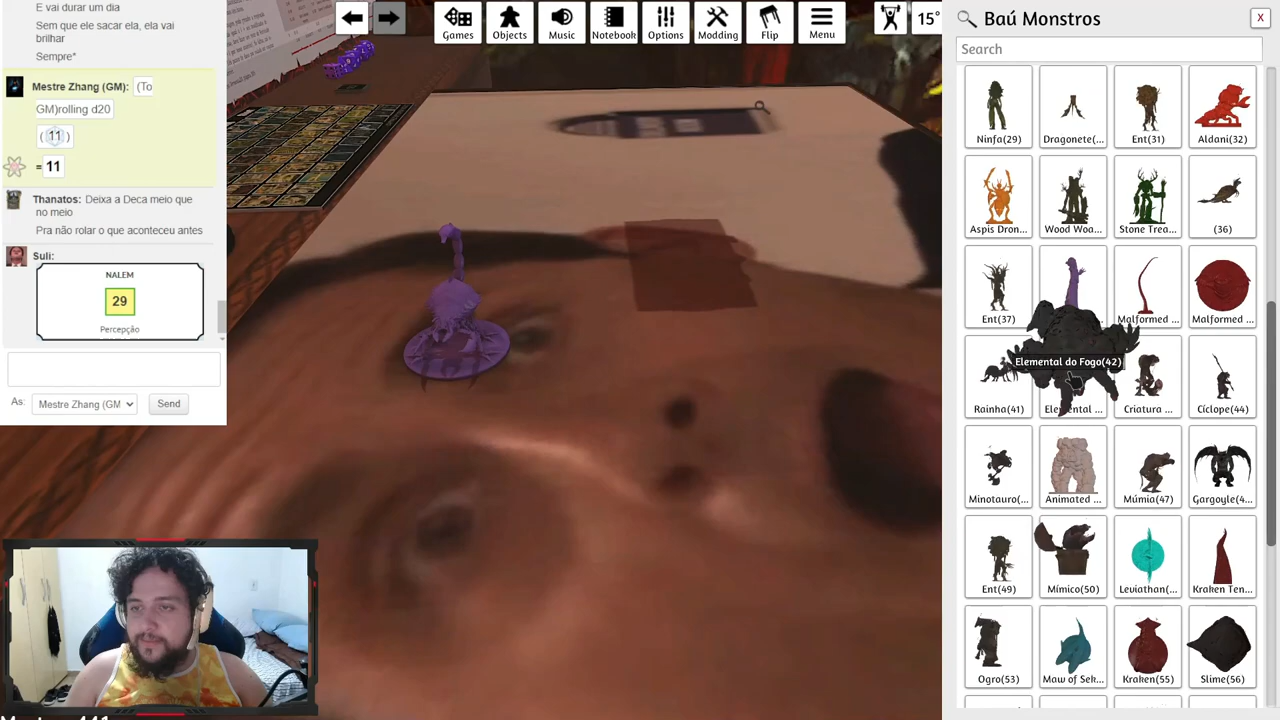 E vai durar um dia
Sem que ele sacar ela, ela vai
brilhar
Sempre*
Mestre Zhang (GM): (To
GM)rolling d20
(11)
= 11
Thanatos: Deixa a Deca meio que
no meio
Pra não rolar o que aconteceu antes
Suli:
NALEM
29
Percepção
As: Mestre Zhang (GM
Send
Games
Objects
Music
Notebook
Options
Modding
Flip
Menu
15°
Baú Monstros
X
Search
Ninfa(29)
Dragonete(...
Ent(31)
Aldani(32)
Aspis Dron...
Wood Woa...
Stone Trea...
(36)
Ent(37)
Malformed ...
Malformed ...
Elemental do Fogo(42)
Rainha(41)
Elemental ...
Criatura ...
Cíclope(44)
Minotauro(...
Animated ...
Múmia(47)
Gargoyle(4...
Ent(49)
Mímico(50)
Leviathan(...
Kraken Ten...
Ogro(53)
Maw of Sek...
Kraken(55)
Slime(56)